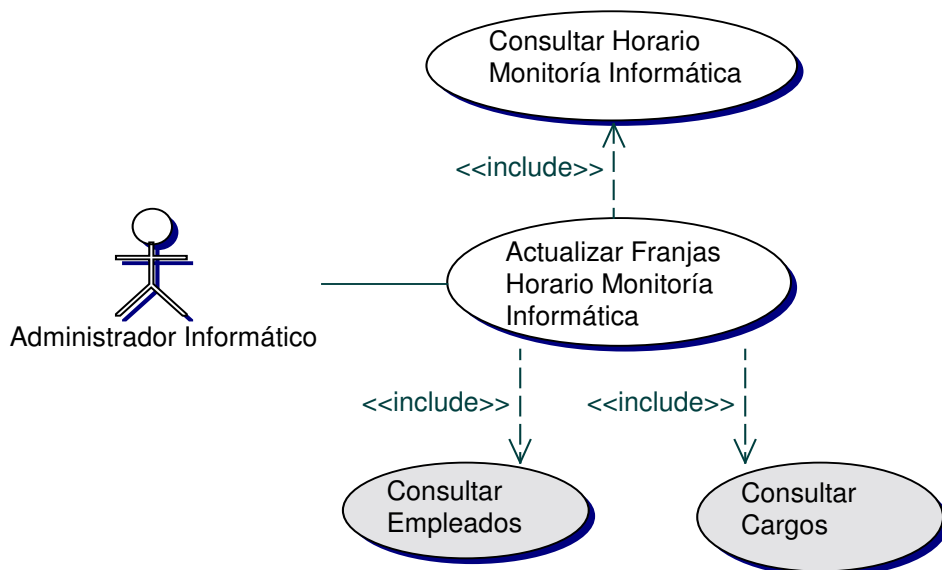 Consultar Horario
Monitoría Informática
<<include>>
Actualizar Franjas
Horario Monitoría
Informática
Administrador Informático
<<include>>
<<include>>
Consultar
Empleados
Consultar
Cargos